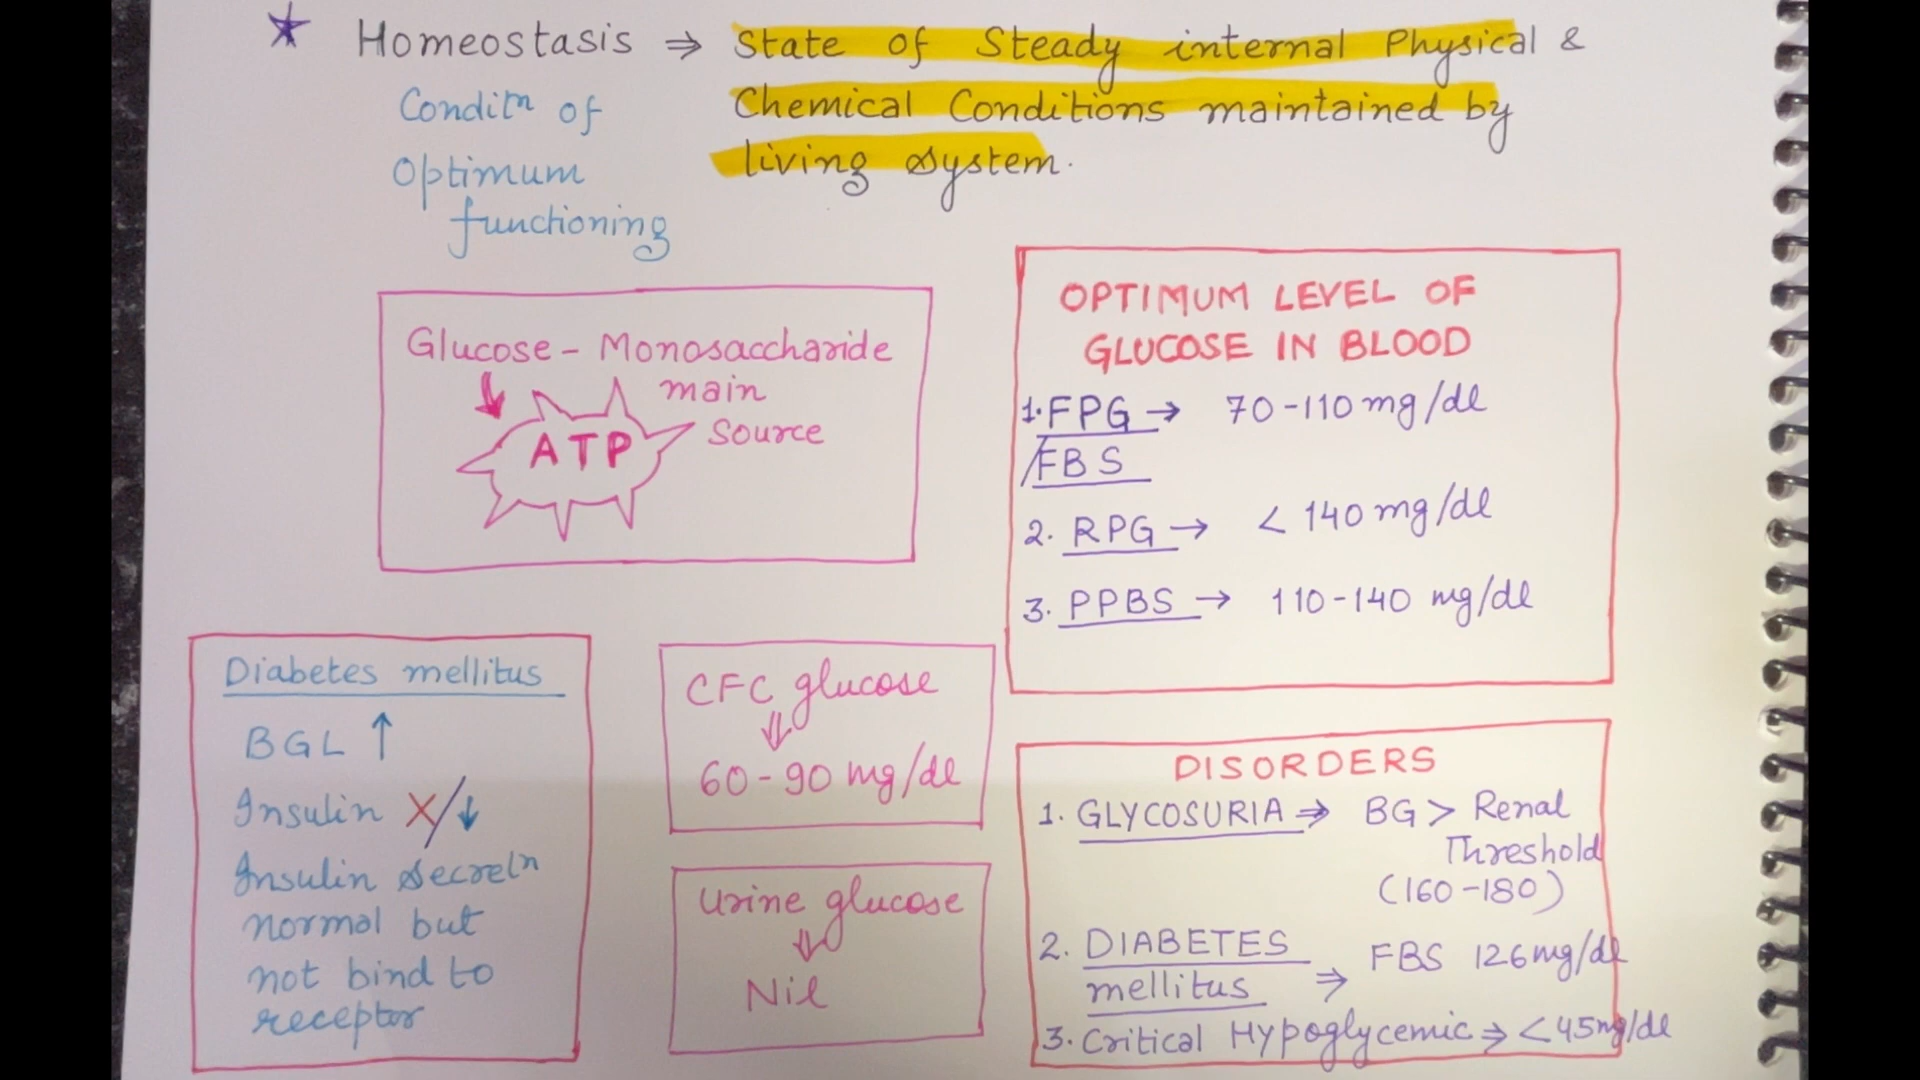 * Homeostasis ⇒ State of Steady internal Physical &
Chemical Conditions maintained by
living system.
Conditn of
Optimum
functioning
Glucose - Monosaccharide
main
source
ATP
OPTIMUM LEVEL OF
GLUCOSE IN BLOOD
1. FPG → 70-110 mg/dl
/FBS
2. RPG → < 140 mg/dl
3. PPBS → 110-140 mg/dl
Diabetes mellitus
BGL ↑
Insulin X/↓
Insulin Secretn
normal but
not bind to
receptor
CFC glucose
⇓
60-90 mg/dl
Urine glucose
⇓
Nil
DISORDERS
1. GLYCOSURIA ⇒ BG > Renal
Threshold
(160-180)
2. DIABETES
mellitus ⇒ FBS 126mg/dl
3. Critical Hypoglycemic ⇒ <45mg/dl